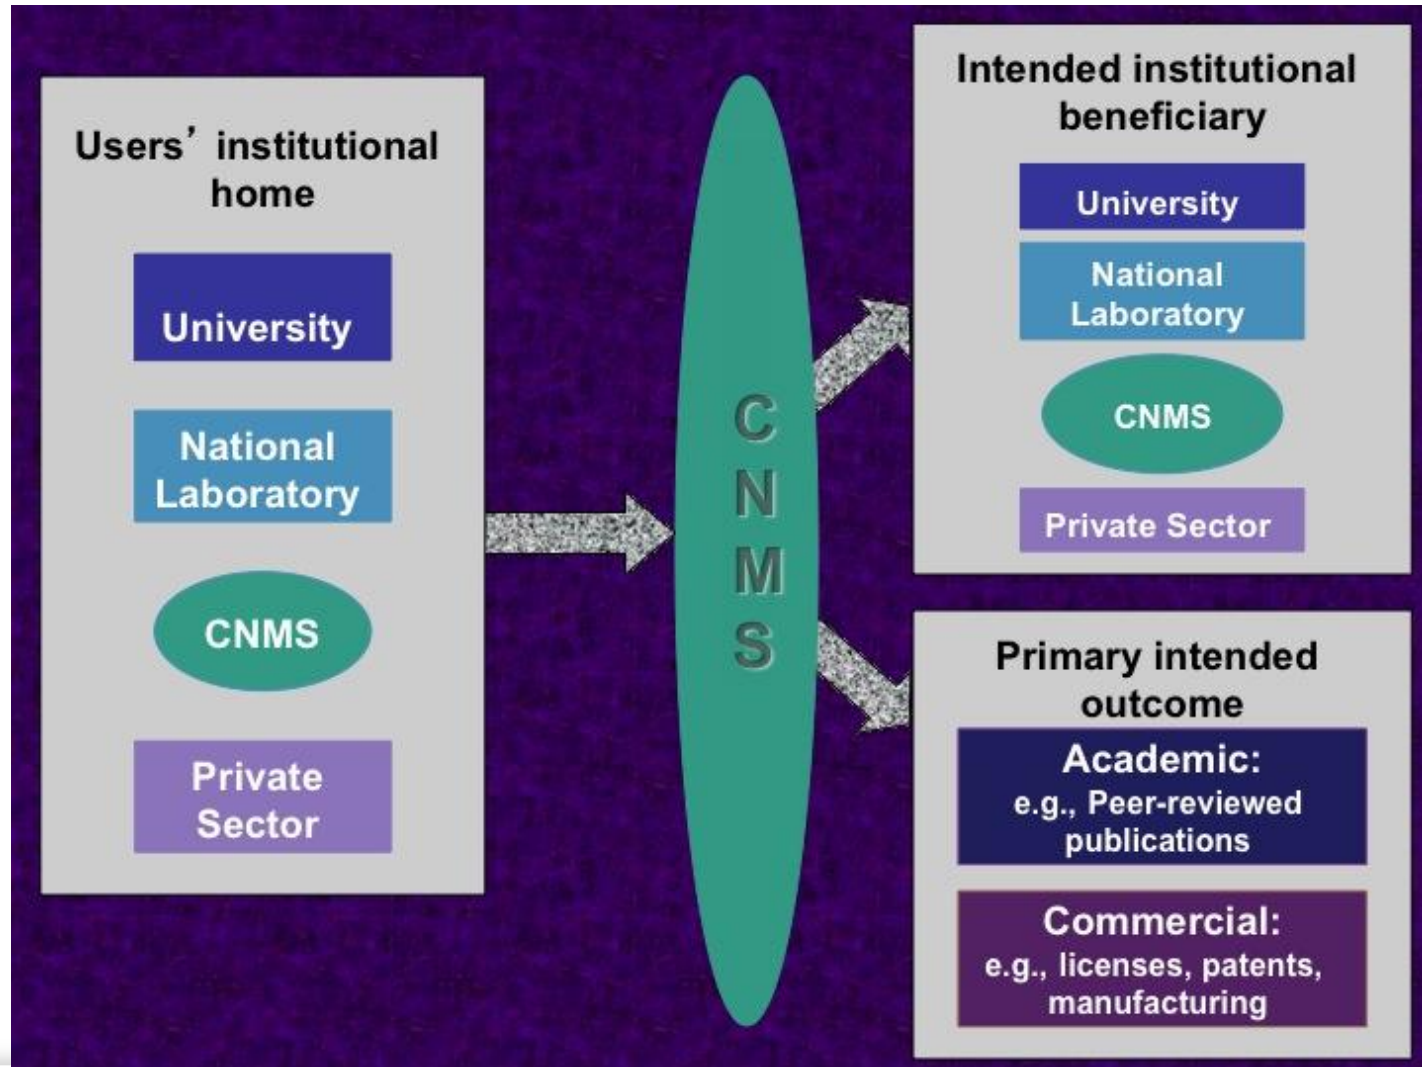 Users’ institutional
home
University
National
Laboratory
CNMS
Private
Sector
C
N
M
S
Intended institutional
beneficiary
University
National
Laboratory
CNMS
Private Sector
Primary intended
outcome
Academic:
e.g., Peer-reviewed
publications
Commercial:
e.g., licenses, patents,
manufacturing